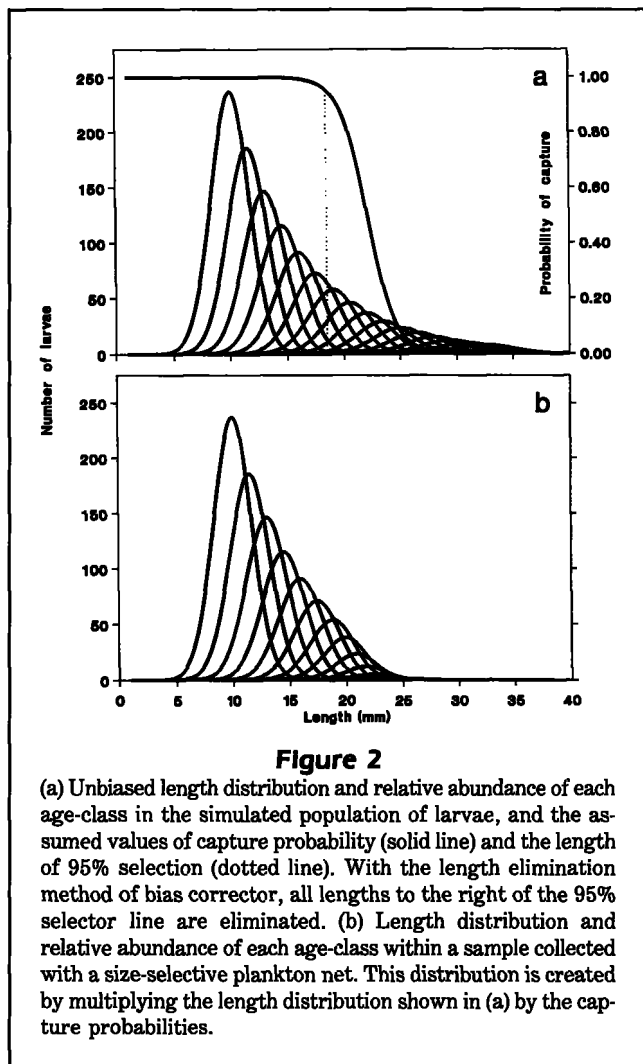 a
250
200
150
100
50
0
1.00
0.80
0.60
0.40
0.20
0.00
Number of larvae
Probability of capture
b
250
200
150
100
50
0
0 5 10 15 20 25 30 35 40
Length (mm)
Figure 2
(a) Unbiased length distribution and relative abundance of each
age-class in the simulated population of larvae, and the as-
sumed values of capture probability (solid line) and the length
of 95% selection (dotted line). With the length elimination
method of bias corrector, all lengths to the right of the 95%
selector line are eliminated. (b) Length distribution and
relative abundance of each age-class within a sample collected
with a size-selective plankton net. This distribution is created
by multiplying the length distribution shown in (a) by the cap-
ture probabilities.